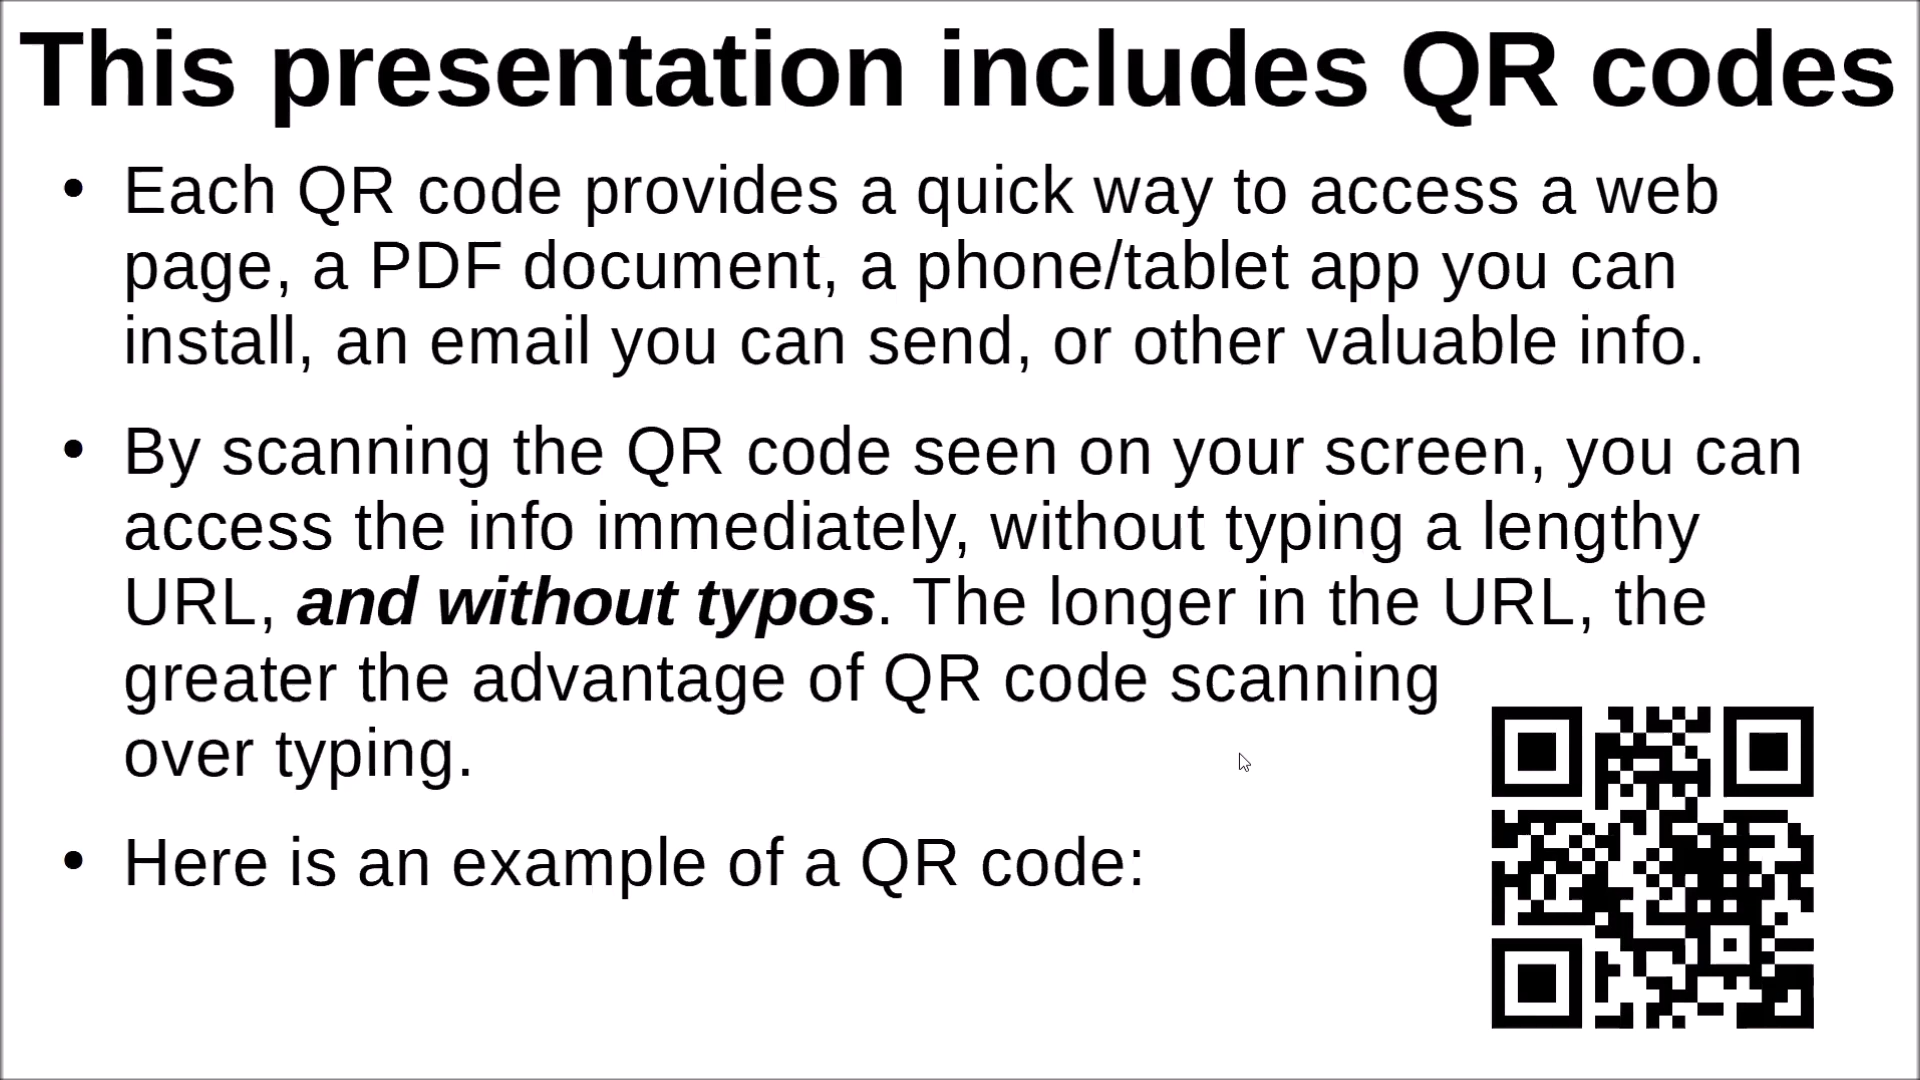 This presentation includes QR codes
• Each QR code provides a quick way to access a web
page, a PDF document, a phone/tablet app you can
install, an email you can send, or other valuable info.
• By scanning the QR code seen on your screen, you can
access the info immediately, without typing a lengthy
URL, and without typos. The longer in the URL, the
greater the advantage of QR code scanning
over typing.
• Here is an example of a QR code: